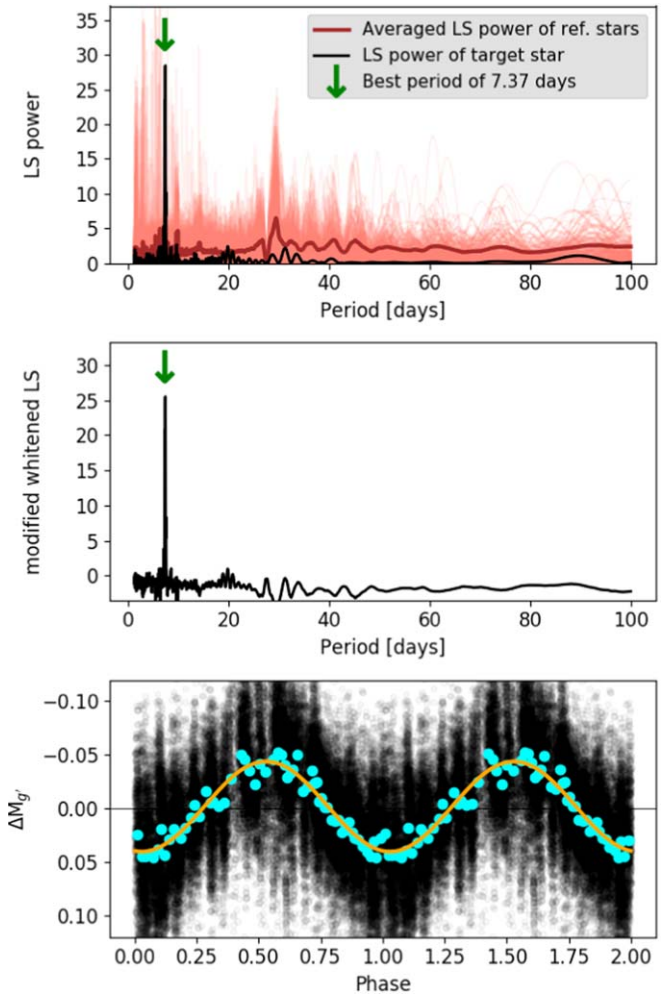 35
30
25
20
15
10
5
0
LS power
Averaged LS power of ref. stars
LS power of target star
Best period of 7.37 days
0 20 40 60 80 100
Period [days]
30
25
20
15
10
5
0
modified whitened LS
0 20 40 60 80 100
Period [days]
−0.10
−0.05
0.00
0.05
0.10
ΔMg′
0.00 0.25 0.50 0.75 1.00 1.25 1.50 1.75 2.00
Phase